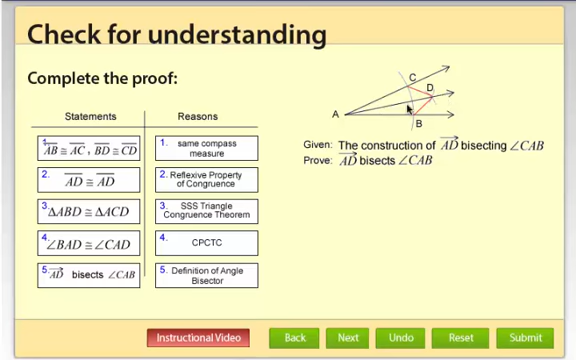 Check for understanding
Complete the proof:
Statements
Reasons
1. AB ≅ AC , BD ≅ CD
1. same compass
measure
2. AD ≅ AD
2. Reflexive Property
of Congruence
3. ΔABD ≅ ΔACD
3. SSS Triangle
Congruence Theorem
4. ∠BAD ≅ ∠CAD
4. CPCTC
5. AD bisects ∠CAB
5. Definition of Angle
Bisector
C
D
A
B
Given: The construction of AD bisecting ∠CAB
Prove: AD bisects ∠CAB
Instructional Video
Back
Next
Undo
Reset
Submit